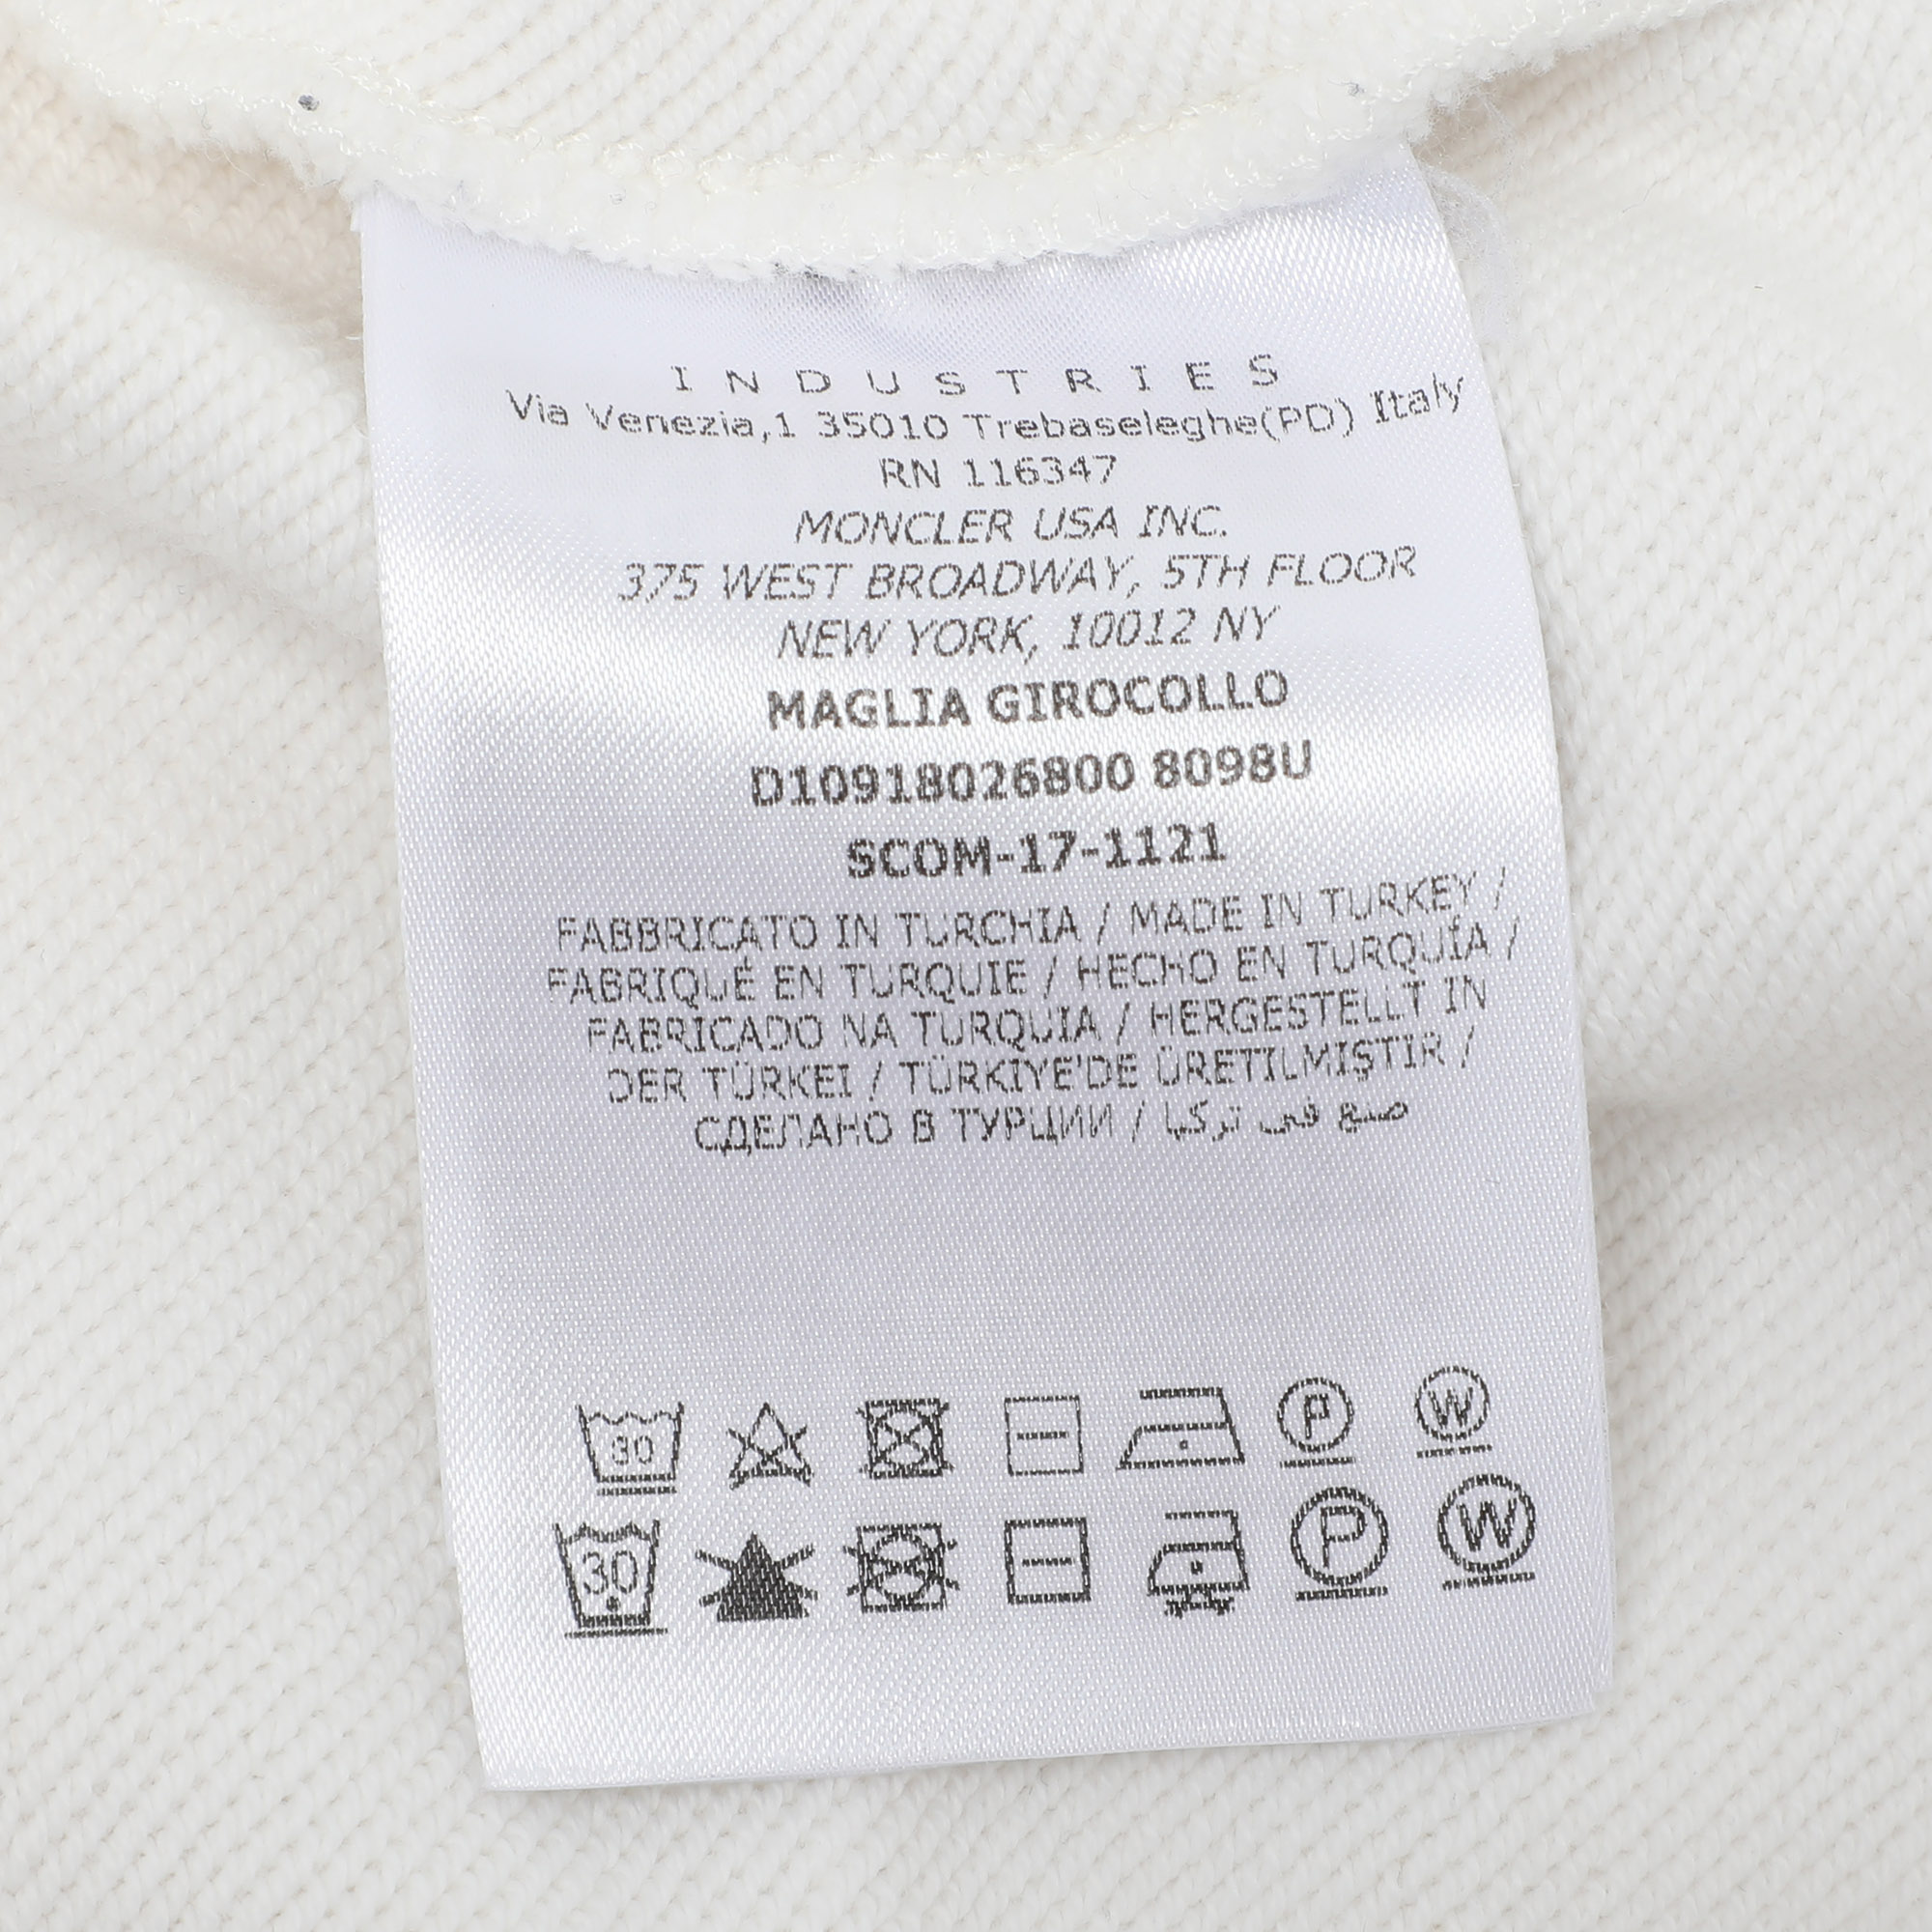 INDUSTRIES
Via Venezia,1 35010 Trebaseleghe(PD) Italy
RN 116347
MONCLER USA INC.
375 WEST BROADWAY, 5TH FLOOR
NEW YORK, 10012 NY
MAGLIA GIROCOLLO
D10918026800 8098U
SCOM-17-1121
FABBRICATO IN TURCHIA / MADE IN TURKEY /
FABRIQUÉ EN TURQUIE / HECHO EN TURQUÍA /
FABRICADO NA TURQUIA / HERGESTELLT IN
DER TÜRKEI / TÜRKIYE'DE ÜRETILMIŞTIR /
СДЕЛАНО В ТУРЦИИ / صنع في تركيا
30 P W
30 P W